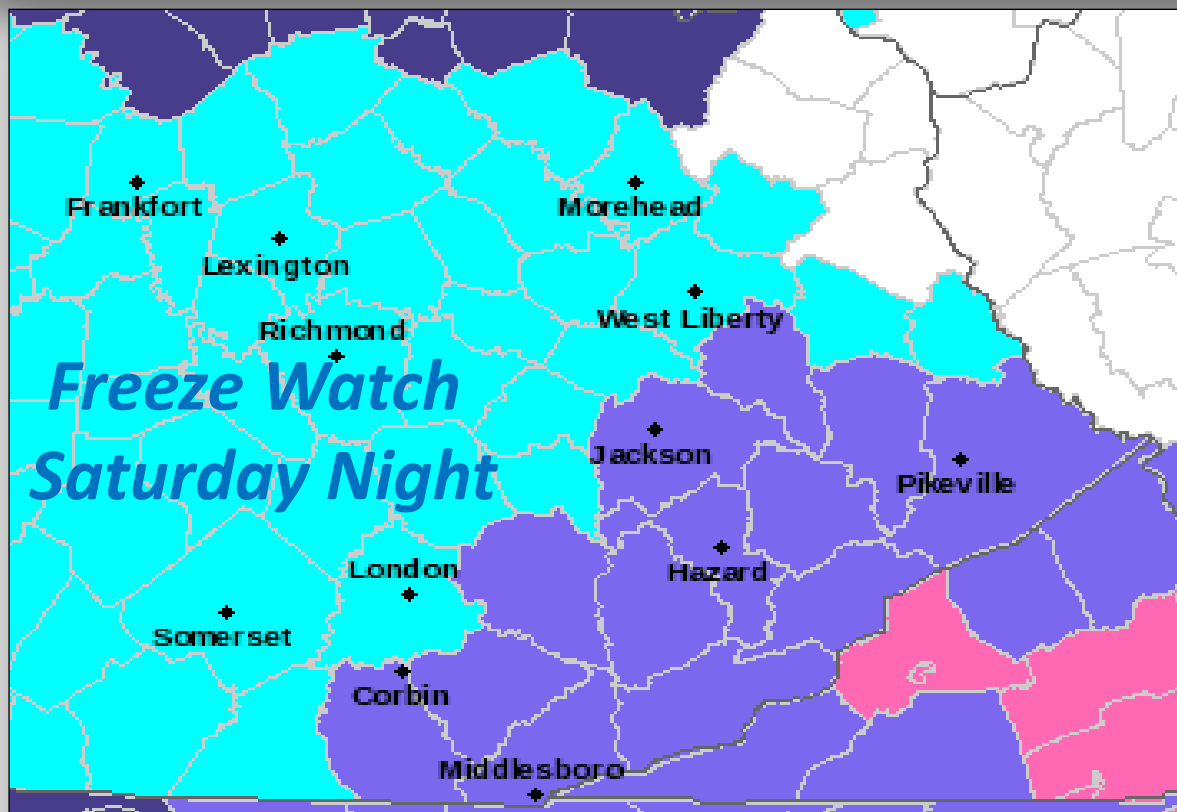 Frankfort
Morehead
Lexington
West Liberty
Richmond
Freeze Watch
Saturday Night
Jackson
Pikeville
London
Hazard
Somerset
Corbin
Middlesboro